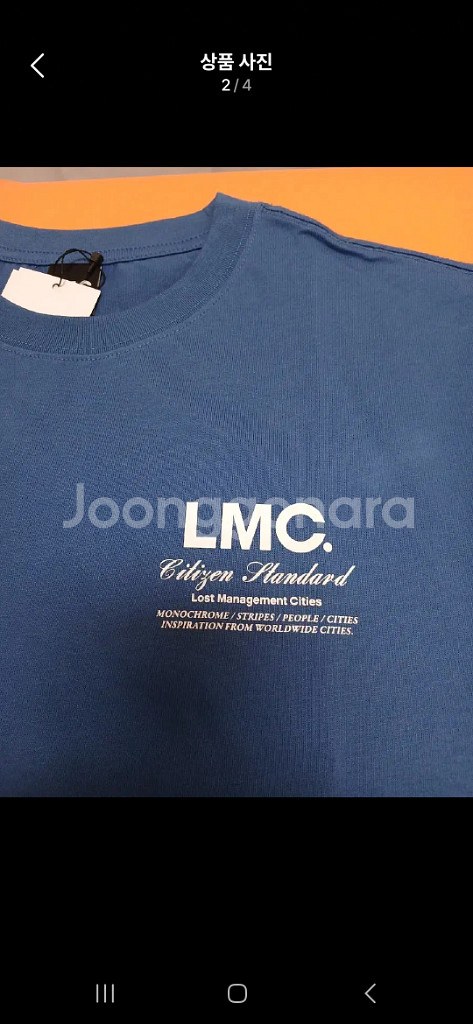 상품 사진
2/4
Joonggonara
LMC.
Citizen Standard
Lost Management Cities
MONOCHROME / STRIPES / PEOPLE / CITIES
INSPIRATION FROM WORLDWIDE CITIES.